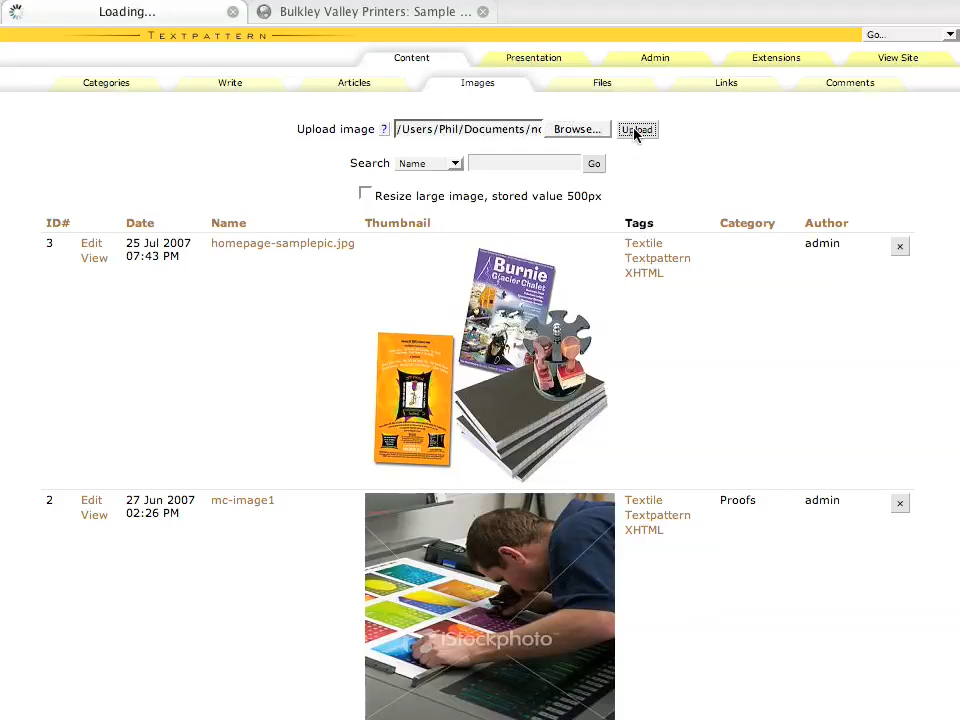 Loading...
Bulkley Valley Printers: Sample ...
TEXTPATTERN
Go...
Content
Presentation
Admin
Extensions
View Site
Categories
Write
Articles
Images
Files
Links
Comments
Upload image ? /Users/Phil/Documents/ Browse... Upload
Search Name Go
Resize large image, stored value 500px
ID# Date Name Thumbnail Tags Category Author
3 Edit 25 Jul 2007 homepage-samplepic.jpg Textile admin x
View 07:43 PM Textpattern
XHTML
Burnie
Glacier Chalet
2 Edit 27 Jun 2007 mc-image1 Textile Proofs admin x
View 02:26 PM Textpattern
XHTML
iStockphoto